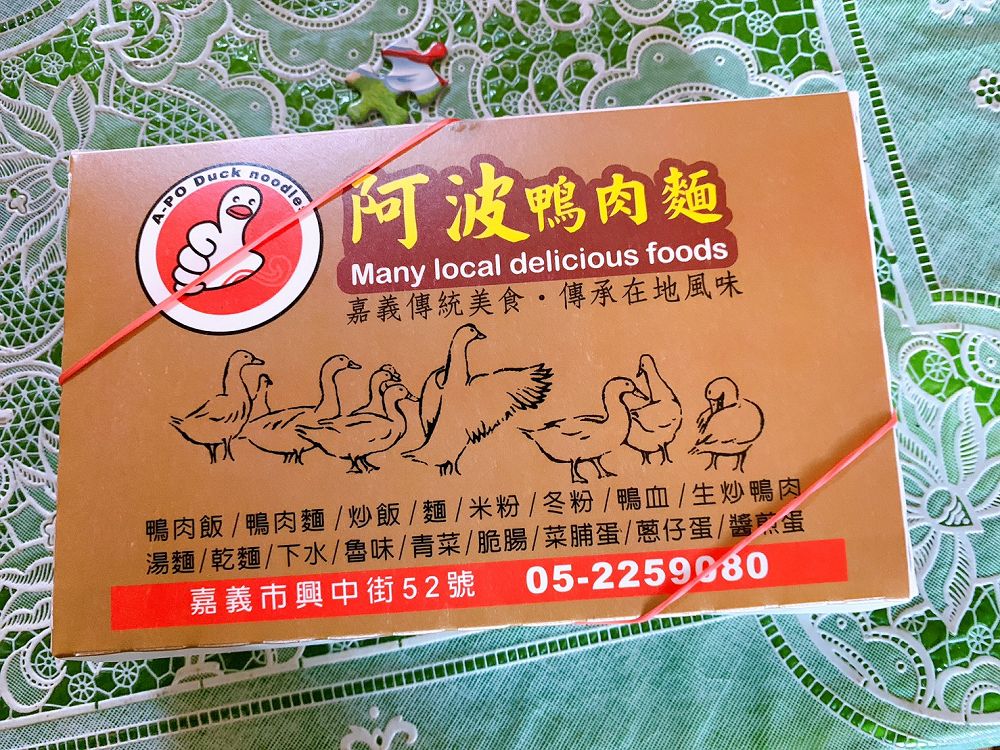 A-PO Duck noodles
阿波鴨肉麵
Many local delicious foods
嘉義傳統美食·傳承在地風味
鴨肉飯/鴨肉麵/炒飯/麵/米粉/冬粉/鴨血/生炒鴨肉
湯麵/乾麵/下水/魯味/青菜/脆腸/菜脯蛋/蔥仔蛋/醬煎蛋
嘉義市興中街52號 05-2259080